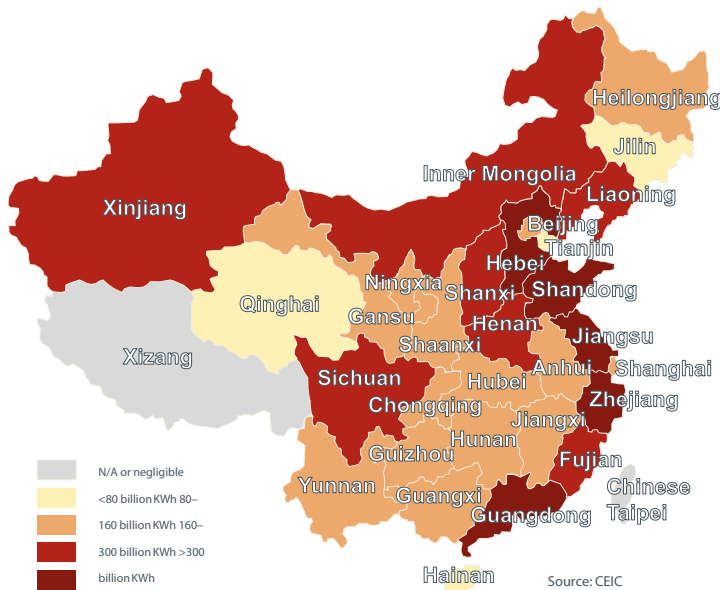 Heilongjiang
Jilin
Inner Mongolia
Liaoning
Xinjiang
Beijing
Tianjin
Hebei
Ningxia
Shanxi
Shandong
Qinghai
Gansu
Henan
Jiangsu
Shaanxi
Xizang
Anhui
Shanghai
Sichuan
Hubei
Zhejiang
Chongqing
Jiangxi
Hunan
Guizhou
Fujian
Yunnan
Guangxi
Chinese
Taipei
Guangdong
Hainan
N/A or negligible
<80 billion KWh 80–
160 billion KWh 160–
300 billion KWh >300
billion KWh
Source: CEIC